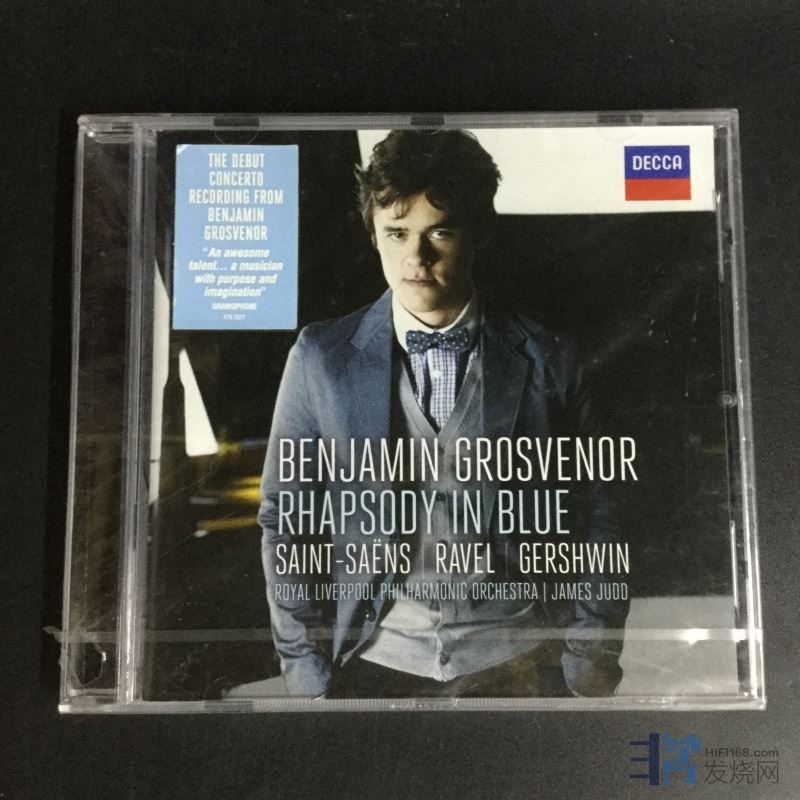 THE DEBUT
CONCERTO
RECORDING FROM
BENJAMIN
GROSVENOR
"An awesome
talent... a musician
with purpose and
imagination"
GRAMOPHONE
DECCA
BENJAMIN GROSVENOR
RHAPSODY IN BLUE
SAINT-SAËNS | RAVEL | GERSHWIN
ROYAL LIVERPOOL PHILHARMONIC ORCHESTRA | JAMES JUDD
HIFI168.com
发烧网